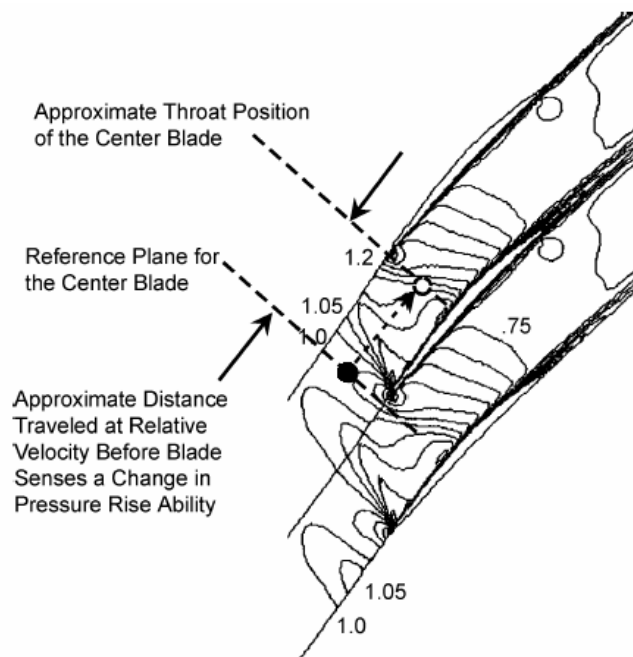 Approximate Throat Position
of the Center Blade
1.2
Reference Plane for
the Center Blade
1.05
1.0
.75
Approximate Distance
Traveled at Relative
Velocity Before Blade
Senses a Change in
Pressure Rise Ability
1.05
1.0